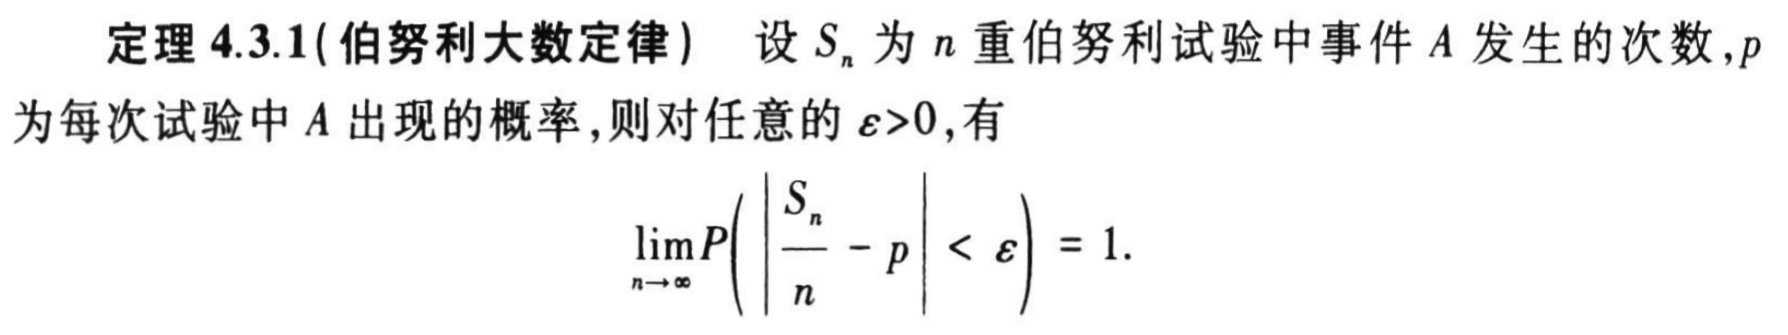 定理 4.3.1(伯努利大数定律) 设 $S_n$ 为 n 重伯努利试验中事件 A 发生的次数,p
为每次试验中 A 出现的概率,则对任意的 ε>0,有
$\lim_{n \to \infty} P\left( \left| \frac{S_n}{n} - p \right| < \varepsilon \right) = 1.$